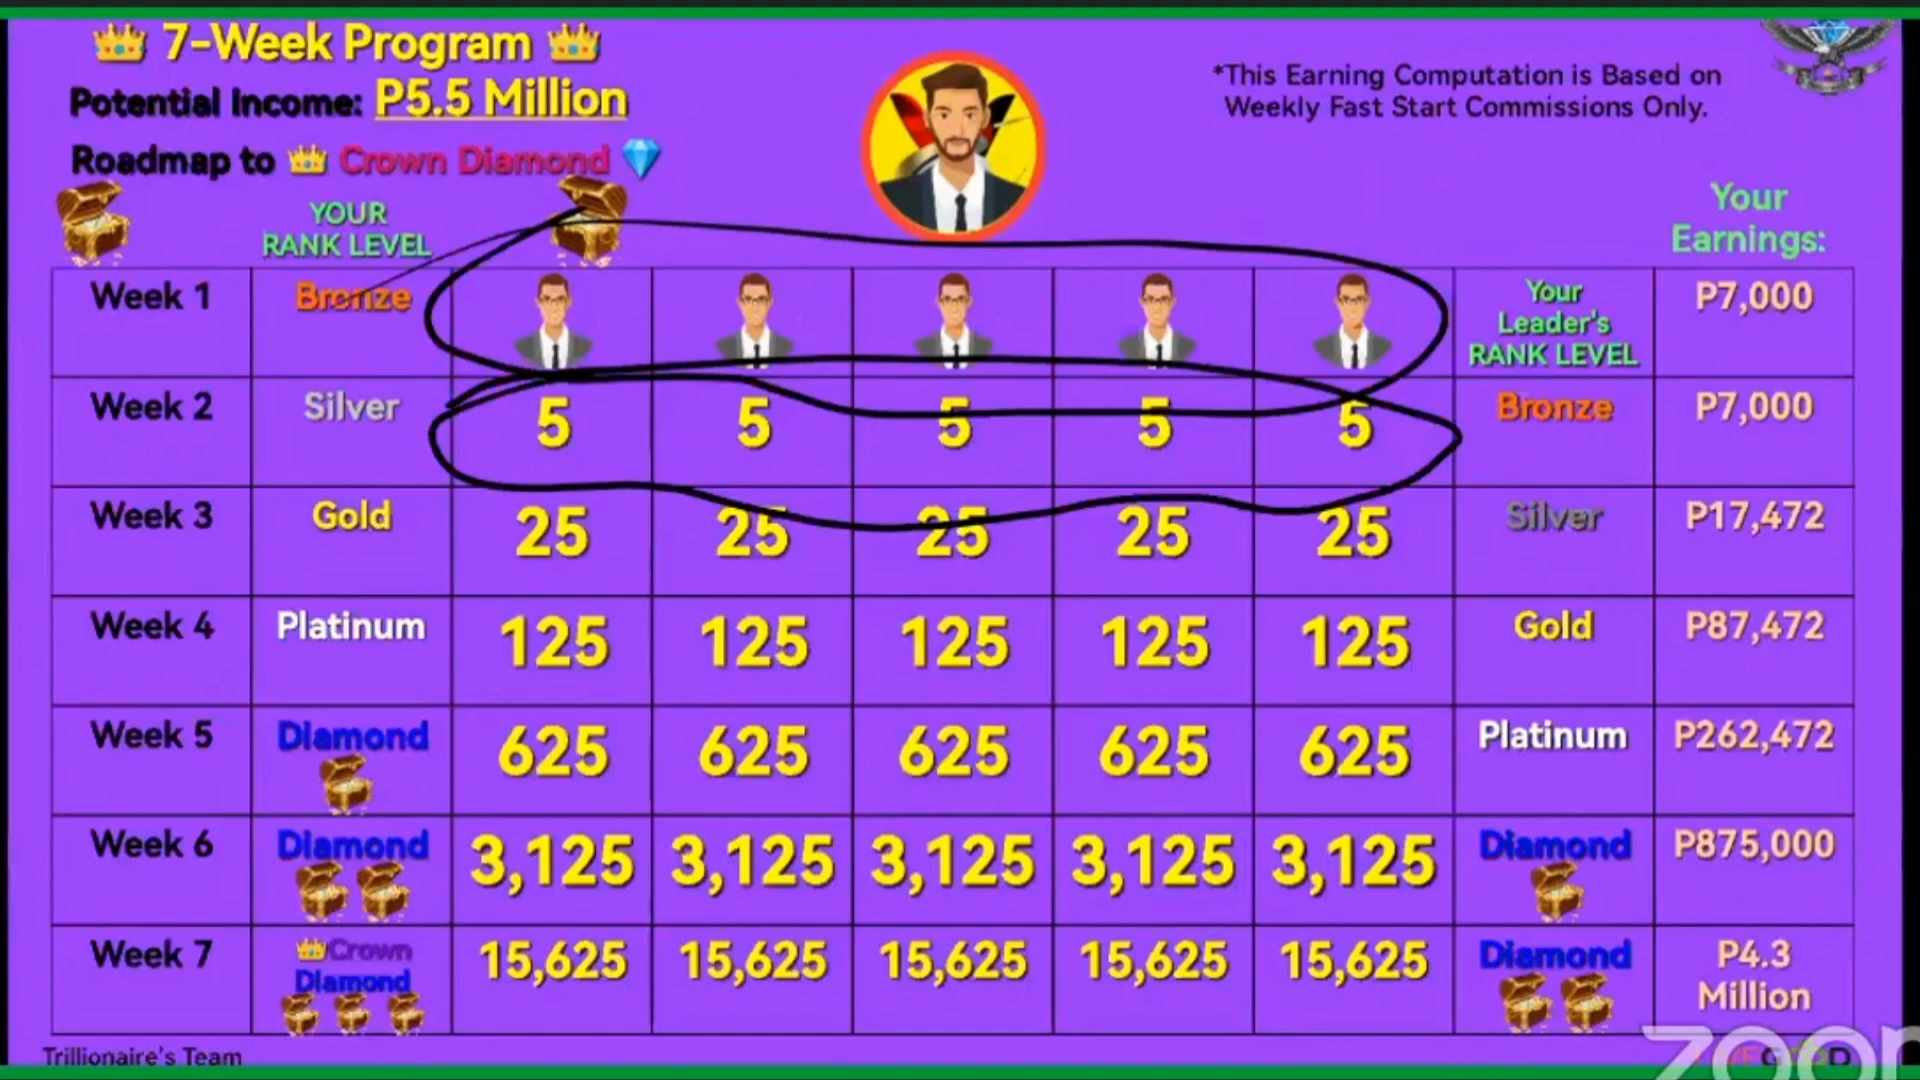 7-Week Program
Potential Income: P5.5 Million
Roadmap to Crown Diamond
*This Earning Computation is Based on
Weekly Fast Start Commissions Only.
YOUR
RANK LEVEL
Your
Earnings:
Week 1 Bronze Your Leader's RANK LEVEL P7,000
Week 2 Silver 5 5 5 5 5 Bronze P7,000
Week 3 Gold 25 25 25 25 25 Silver P17,472
Week 4 Platinum 125 125 125 125 125 Gold P87,472
Week 5 Diamond 625 625 625 625 625 Platinum P262,472
Week 6 Diamond 3,125 3,125 3,125 3,125 3,125 Diamond P875,000
Week 7 Crown Diamond 15,625 15,625 15,625 15,625 15,625 Diamond P4.3 Million
Trillionaire's Team
zoom